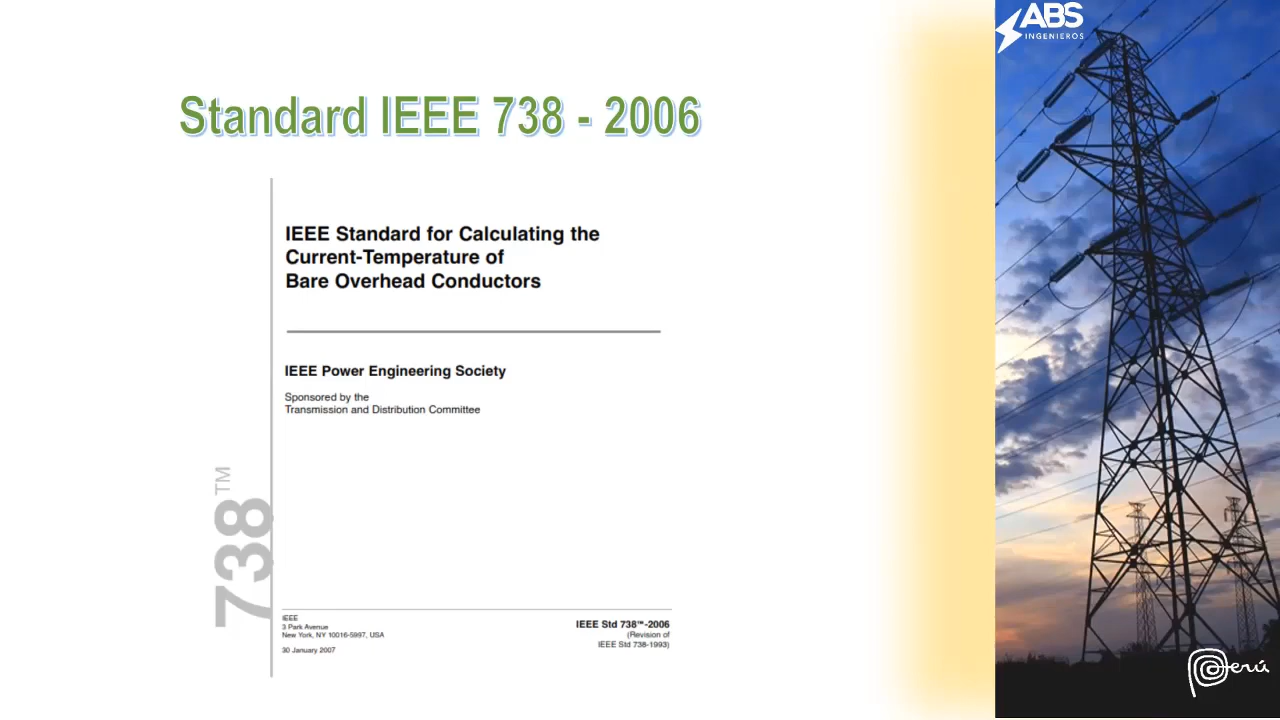 ABS
INGENIEROS
Standard IEEE 738 - 2006
IEEE Standard for Calculating the
Current-Temperature of
Bare Overhead Conductors
IEEE Power Engineering Society
Sponsored by the
Transmission and Distribution Committee
738™
IEEE
3 Park Avenue
New York, NY 10016-5997, USA
30 January 2007
IEEE Std 738™-2006
(Revision of
IEEE Std 738-1993)
Perú